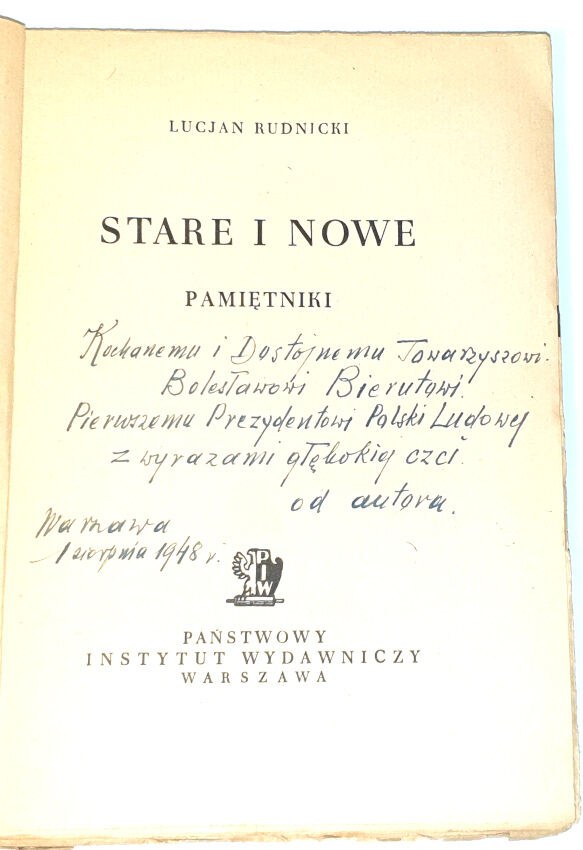 LUCJAN RUDNICKI
STARE I NOWE
PAMIĘTNIKI
Kochanemu i Dostojnemu Towarzyszowi
Bolesławowi Bierutowi.
Pierwszemu Prezydentowi Polski Ludowej
z wyrazami głębokiej czci.
od autora.
Warszawa
1 sierpnia 1948 r.
PIW
PAŃSTWOWY
INSTYTUT WYDAWNICZY
WARSZAWA